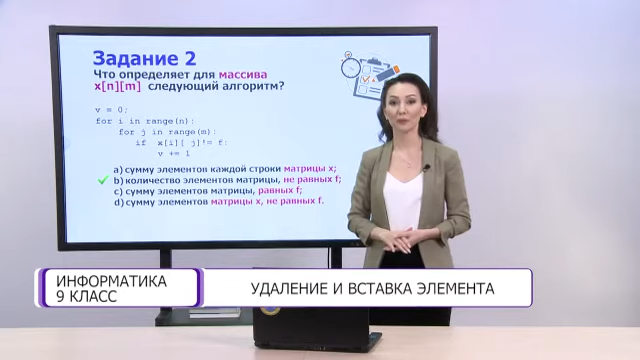 Задание 2
Что определяет для массива
x[n][m] следующий алгоритм?
v = 0;
for i in range(n):
for j in range(m):
if x[i][ j]!= f:
v += 1
a) сумму элементов каждой строки матрицы x;
b) количество элементов матрицы, не равных f;
c) сумму элементов матрицы, равных f;
d) сумму элементов матрицы x, не равных f.
ИНФОРМАТИКА
9 КЛАСС
УДАЛЕНИЕ И ВСТАВКА ЭЛЕМЕНТА